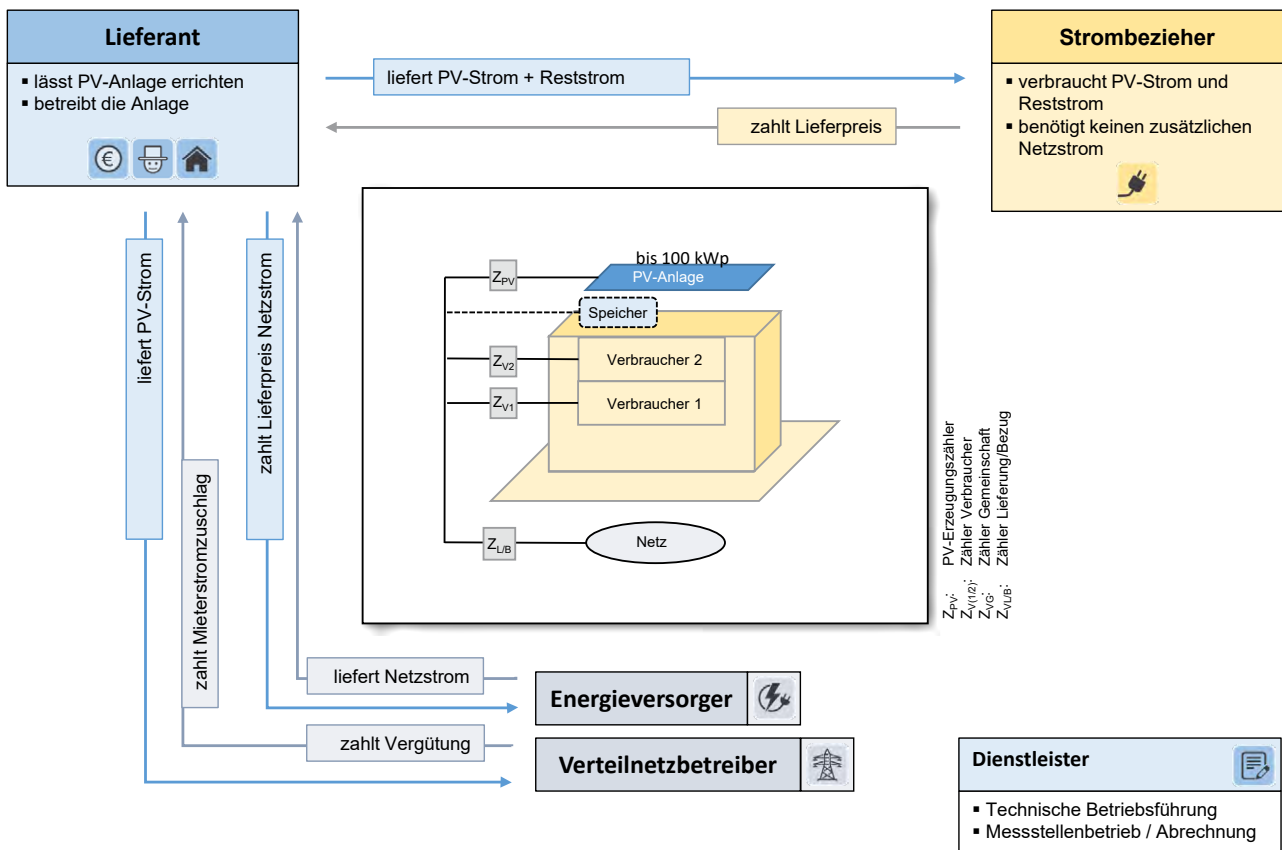 Lieferant
▪ lässt PV-Anlage errichten
▪ betreibt die Anlage
liefert PV-Strom + Reststrom
zahlt Lieferpreis
Strombezieher
▪ verbraucht PV-Strom und
Reststrom
▪ benötigt keinen zusätzlichen
Netzstrom
liefert PV-Strom
zahlt Mieterstromzuschlag
zahlt Lieferpreis Netzstrom
bis 100 kWp
PV-Anlage
Z_PV
Speicher
Z_V2
Verbraucher 2
Z_V1
Verbraucher 1
Z_L/B
Netz
Z_PV: PV-Erzeugungszähler
Z_V(1/2): Zähler Verbraucher
Z_VG: Zähler Gemeinschaft
Z_VL/B: Zähler Lieferung/Bezug
liefert Netzstrom
Energieversorger
zahlt Vergütung
Verteilnetzbetreiber
Dienstleister
▪ Technische Betriebsführung
▪ Messstellenbetrieb / Abrechnung